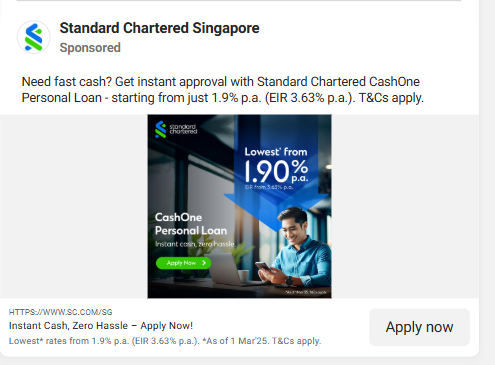 Standard Chartered Singapore
Sponsored
Need fast cash? Get instant approval with Standard Chartered CashOne
Personal Loan - starting from just 1.9% p.a. (EIR 3.63% p.a.). T&Cs apply.
standard
chartered
Lowest* from
1.90% p.a.
EIR from 3.63% p.a.
CashOne
Personal Loan
Instant cash, zero hassle
Apply Now
HTTPS://WWW.SC.COM/SG
Instant Cash, Zero Hassle – Apply Now!
Lowest* rates from 1.9% p.a. (EIR 3.63% p.a.). *As of 1 Mar'25. T&Cs apply.
Apply now